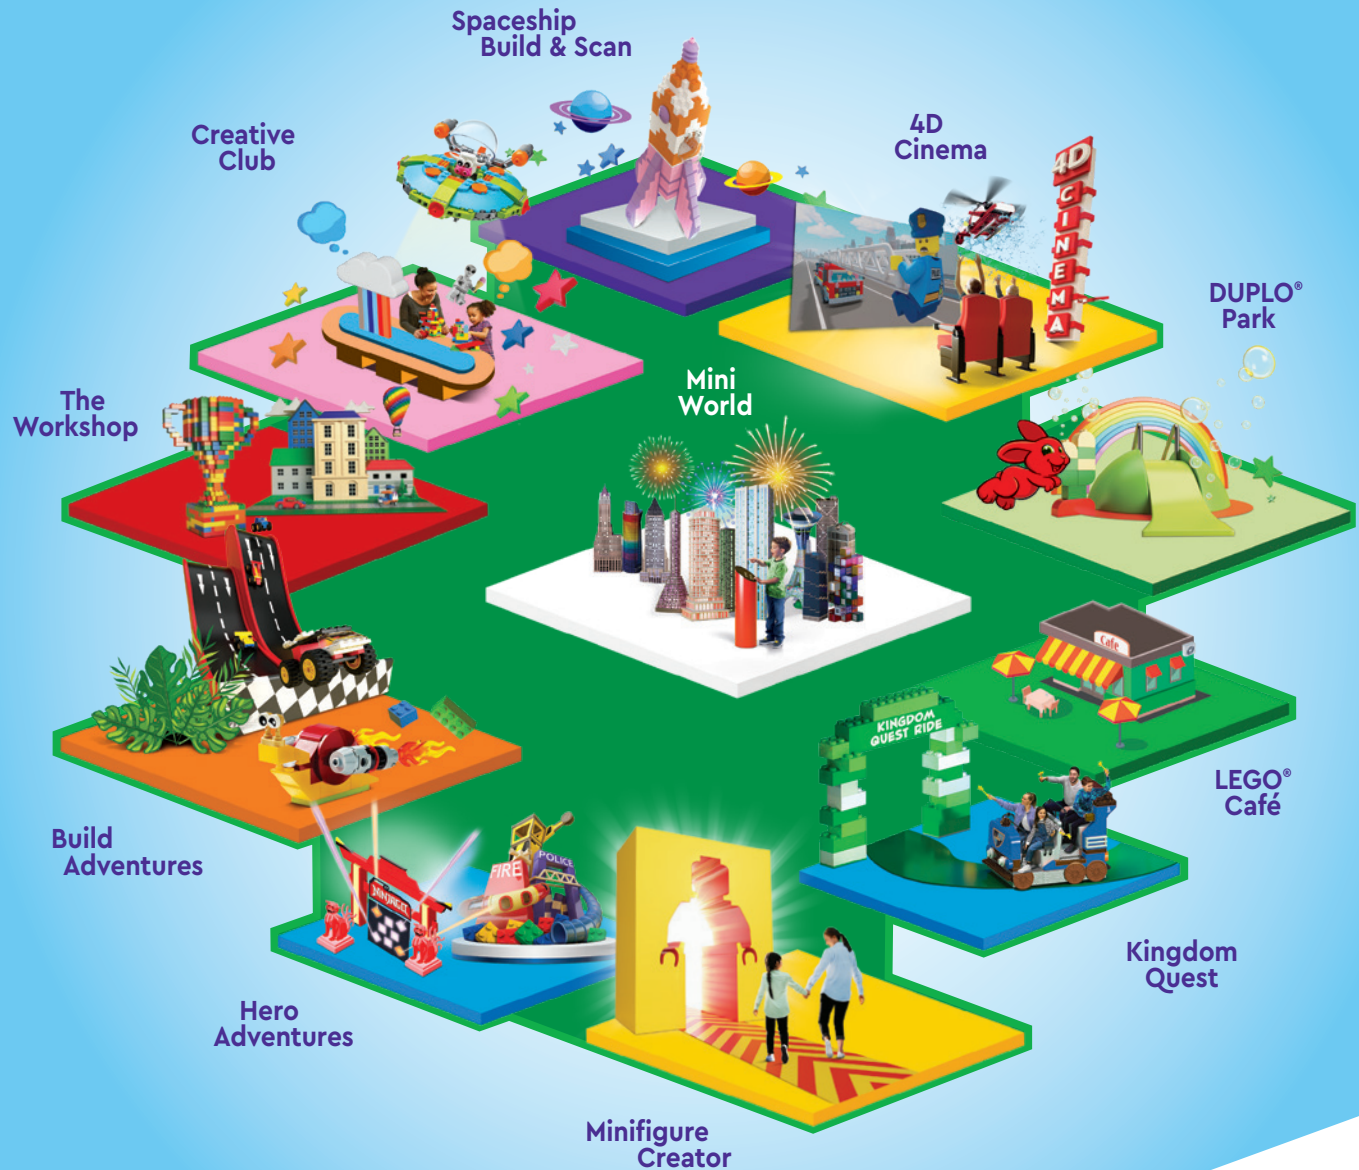 Spaceship
Build & Scan
Creative
Club
4D
Cinema
4D
CINEMA
DUPLO®
Park
The
Workshop
Mini
World
Cafe
KINGDOM
QUEST RIDE
LEGO®
Café
Build
Adventures
FIRE
POLICE
NINJAGO
Kingdom
Quest
Hero
Adventures
Minifigure
Creator